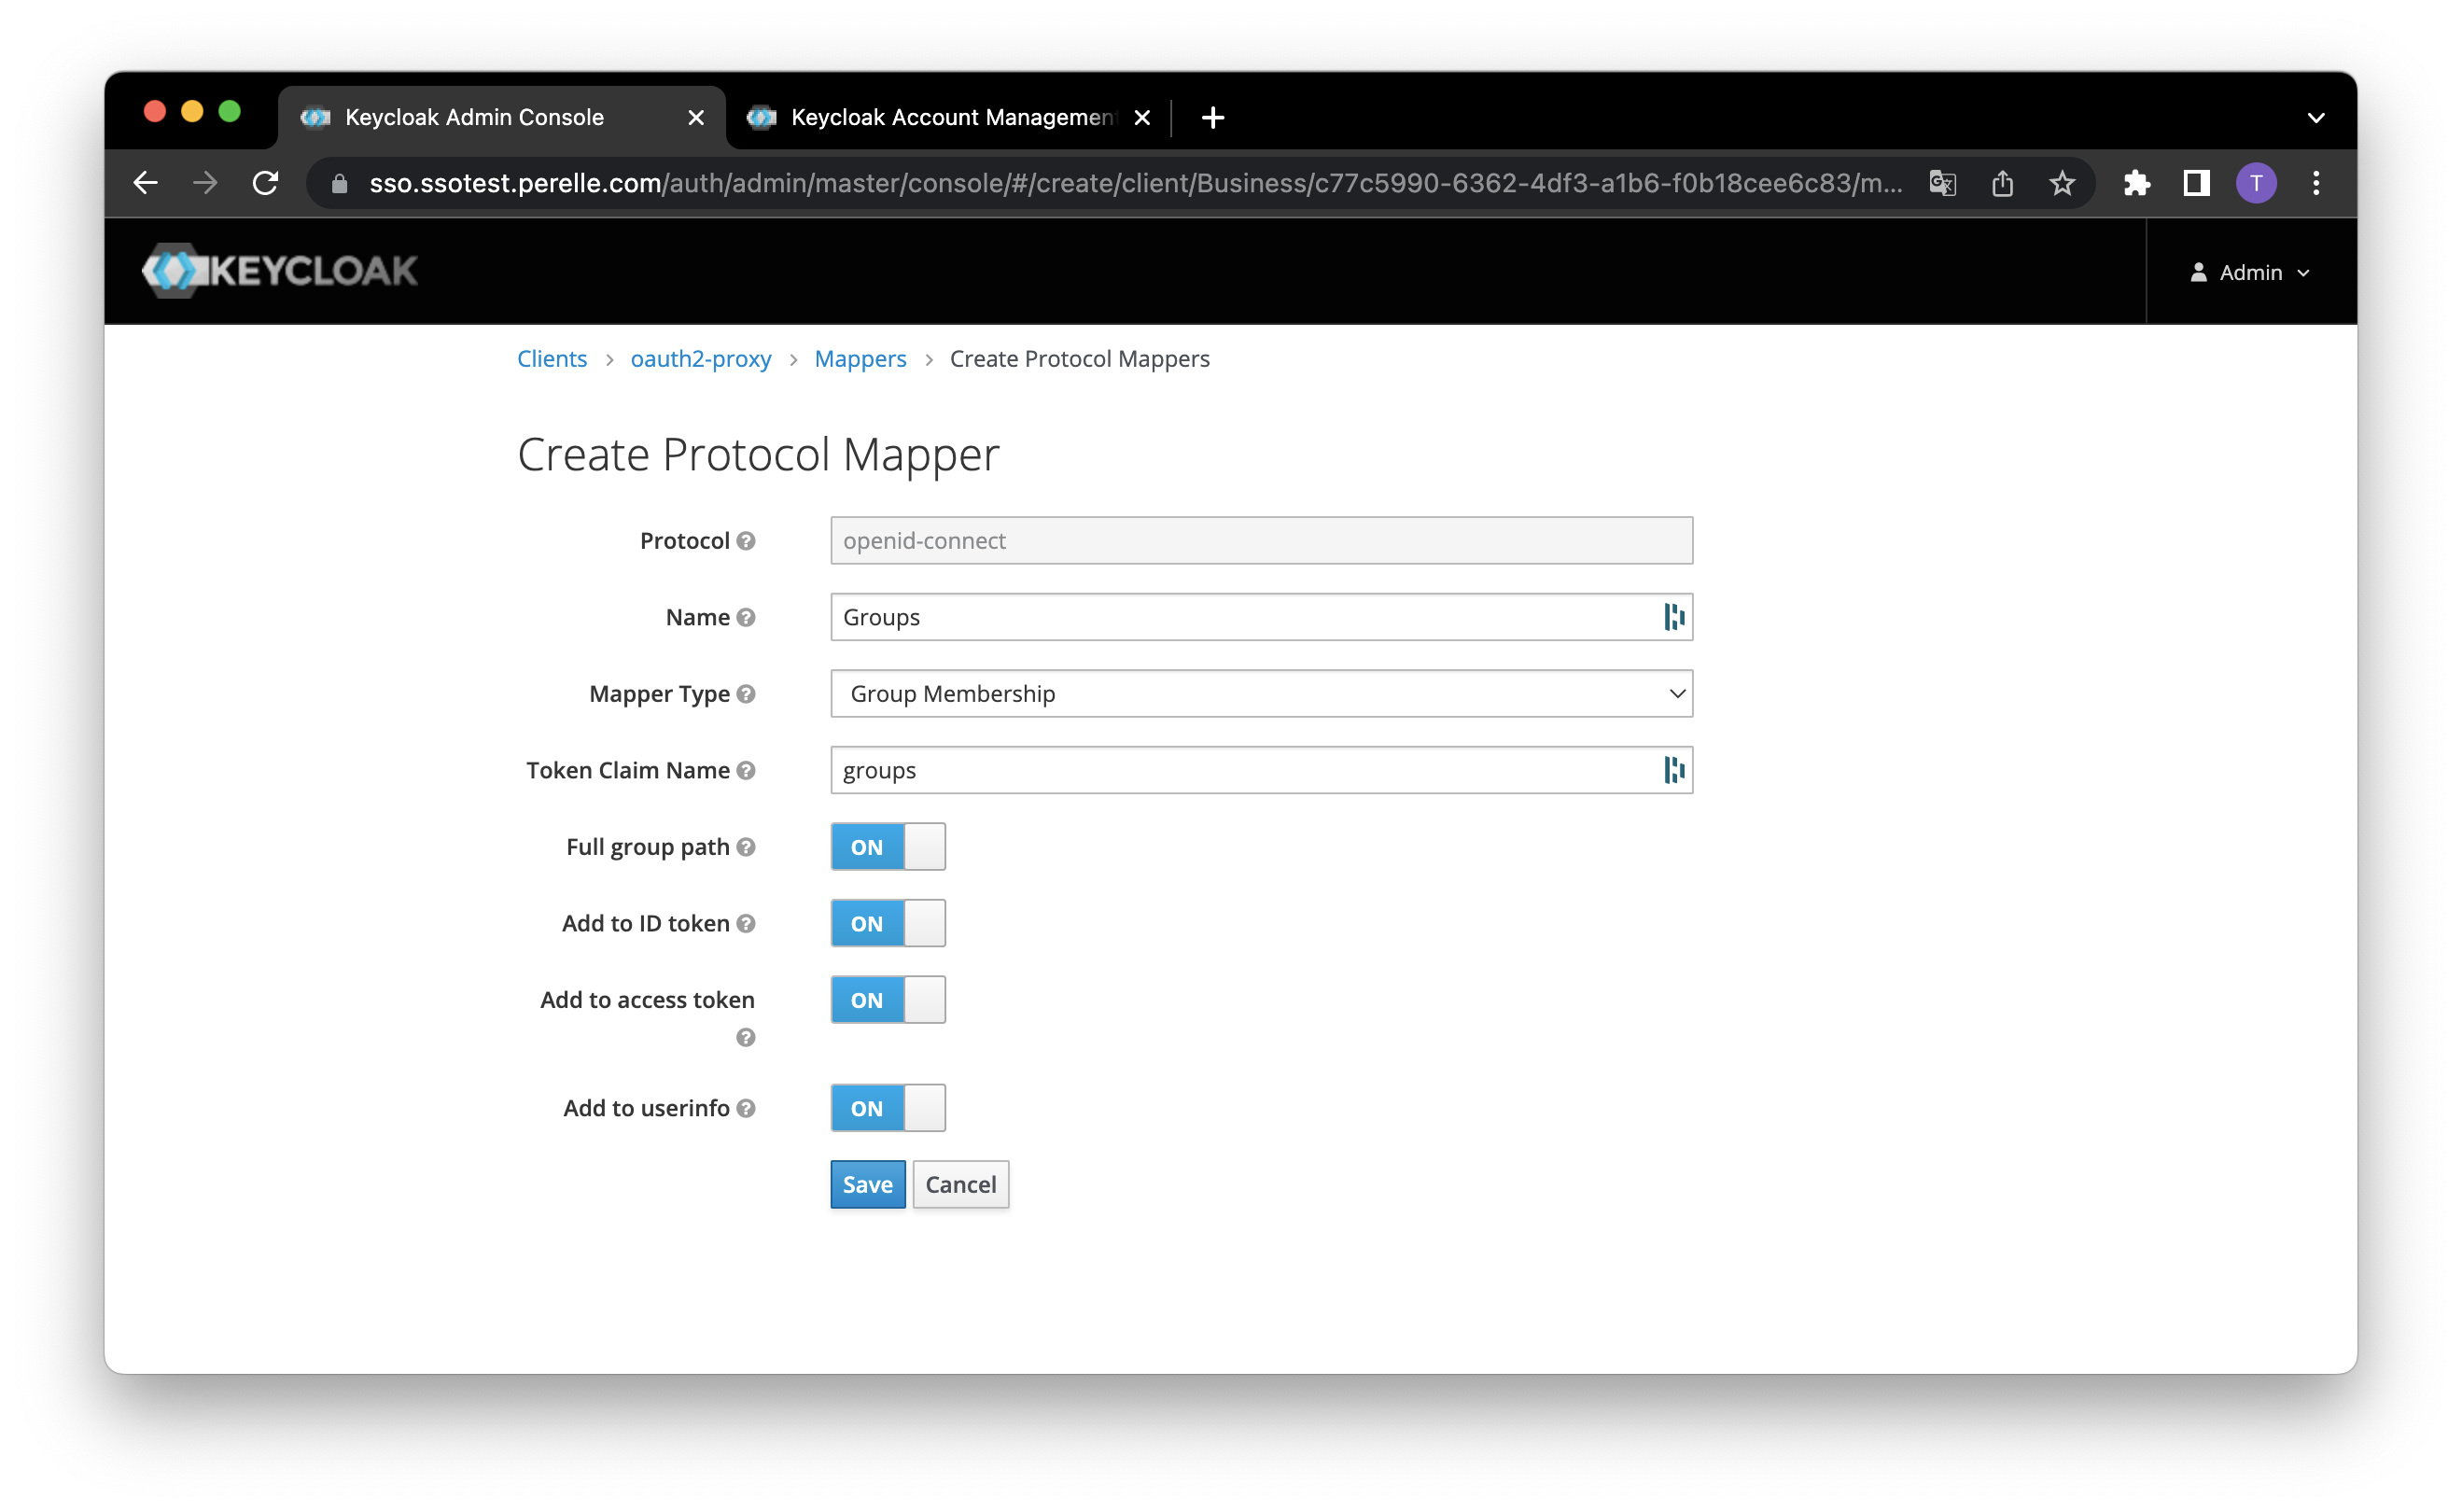 Keycloak Admin Console
Keycloak Account Managemen
sso.ssotest.perelle.com/auth/admin/master/console/#/create/client/Business/c77c5990-6362-4df3-a1b6-f0b18cee6c83/m...
T
KEYCLOAK
Admin
Clients > oauth2-proxy > Mappers > Create Protocol Mappers
Create Protocol Mapper
Protocol openid-connect
Name Groups
Mapper Type Group Membership
Token Claim Name groups
Full group path ON
Add to ID token ON
Add to access token ON
Add to userinfo ON
Save Cancel